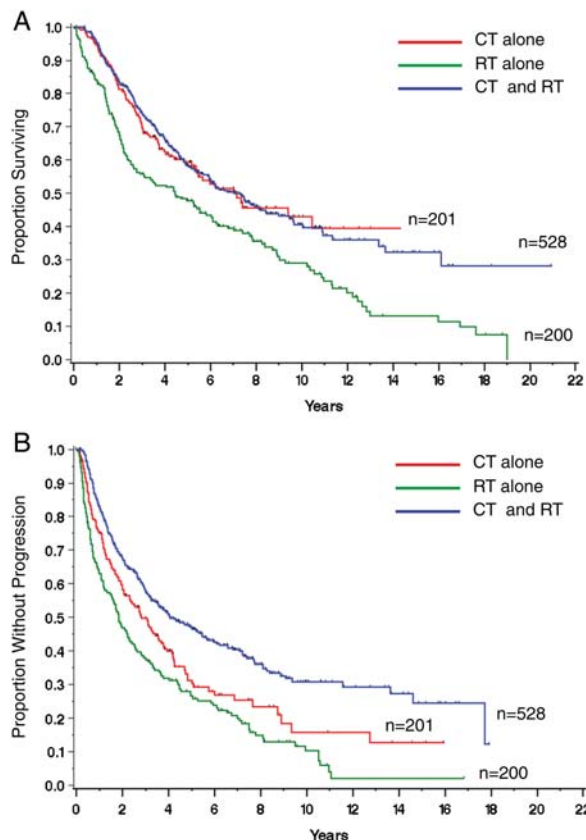 A
CT alone
RT alone
CT and RT
Proportion Surviving
1.0
0.9
0.8
0.7
0.6
0.5
0.4
0.3
0.2
0.1
0.0
n=201
n=528
n=200
0 2 4 6 8 10 12 14 16 18 20 22
Years
B
CT alone
RT alone
CT and RT
Proportion Without Progression
1.0
0.9
0.8
0.7
0.6
0.5
0.4
0.3
0.2
0.1
0.0
n=201
n=528
n=200
0 2 4 6 8 10 12 14 16 18 20 22
Years